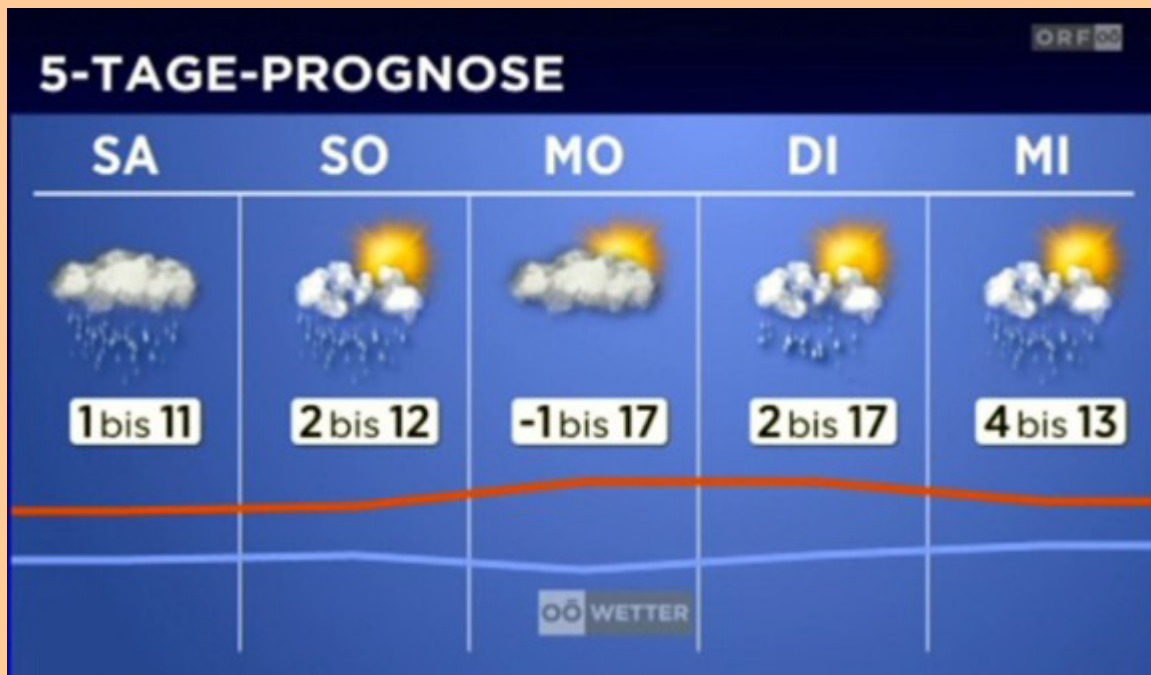 ORF OÖ
5-TAGE-PROGNOSE
SA SO MO DI MI
1 bis 11 2 bis 12 -1 bis 17 2 bis 17 4 bis 13
OÖ WETTER